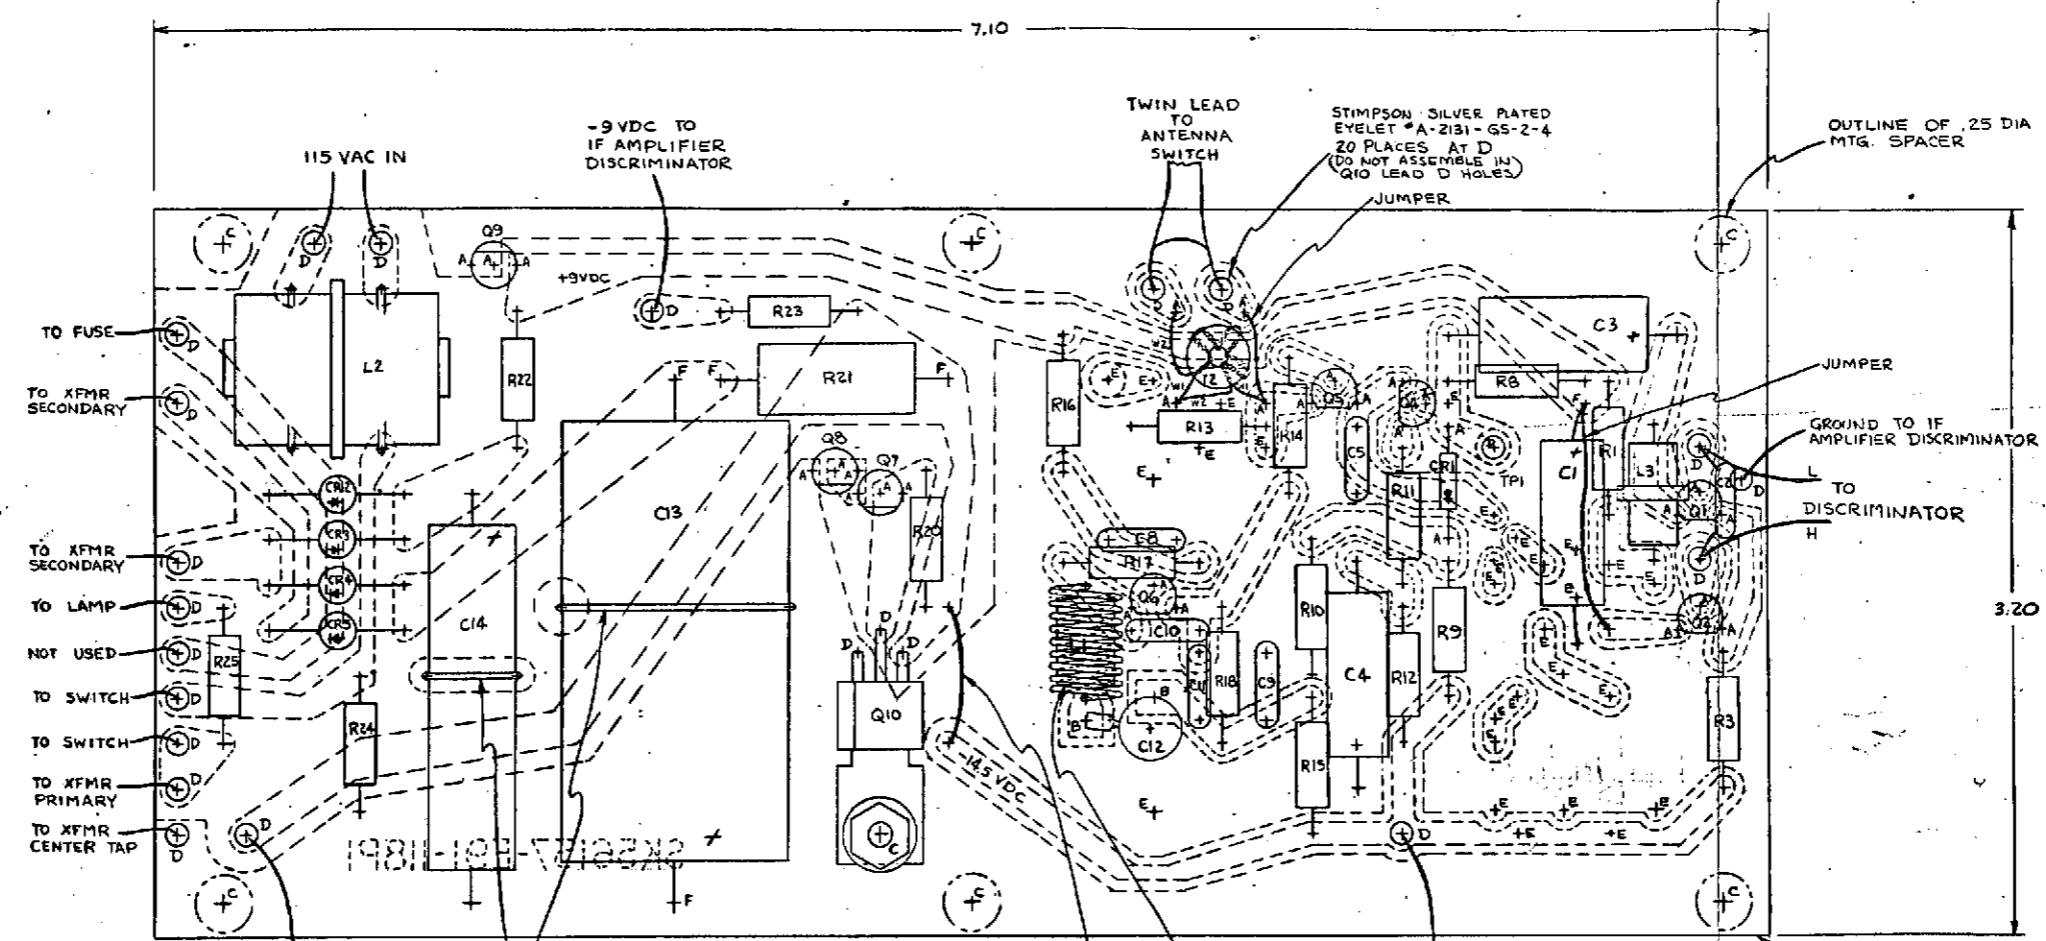 7.10
TWIN LEAD
TO
ANTENNA
SWITCH
STIMPSON SILVER PLATED
EYELET #A-2131-GS-2-4
20 PLACES AT D
(DO NOT ASSEMBLE IN)
Q10 LEAD D HOLES)
OUTLINE OF .25 DIA
MTG. SPACER
-9 VDC TO
IF AMPLIFIER
DISCRIMINATOR
115 VAC IN
JUMPER
C
D
D
Q9
A
A
A
+9VDC
D
R23
C
D
D
A
A
C
TO FUSE
D
L2
R22
F
F
R21
F
R16
E
E
W2
W1
T2
A
W2
E
A
R13
E
R14
Q5
A
A
Q4
A
E
A
C3
+
R8
F
JUMPER
TO XFMR
SECONDARY
D
GROUND TO IF
AMPLIFIER DISCRIMINATOR
L
TO
DISCRIMINATOR
H
CR2
CR3
CR4
CR5
C13
Q8
A
A
Q7
A
A
R20
E
C5
R11
CR1
TP1
E
C1
+
R1
L3
D
C2
D
Q1
A
A
D
TO XFMR
SECONDARY
D
TO LAMP
D
R25
NOT USED
D
TO SWITCH
D
TO SWITCH
D
TO XFMR
PRIMARY
D
TO XFMR
CENTER TAP
D
+
C14
R24
D
D
D
D
Q10
C
C8
R17
Q6
A
A
C10
C11
R18
C9
B
B
C12
R10
C4
R12
R9
R15
+
E
E
E
E
E
B
Q2
A
A
E
E
E
E
R3
3.20
-14.5 VDC
E
E
E
E
E
E
D
+
F
C
C
C